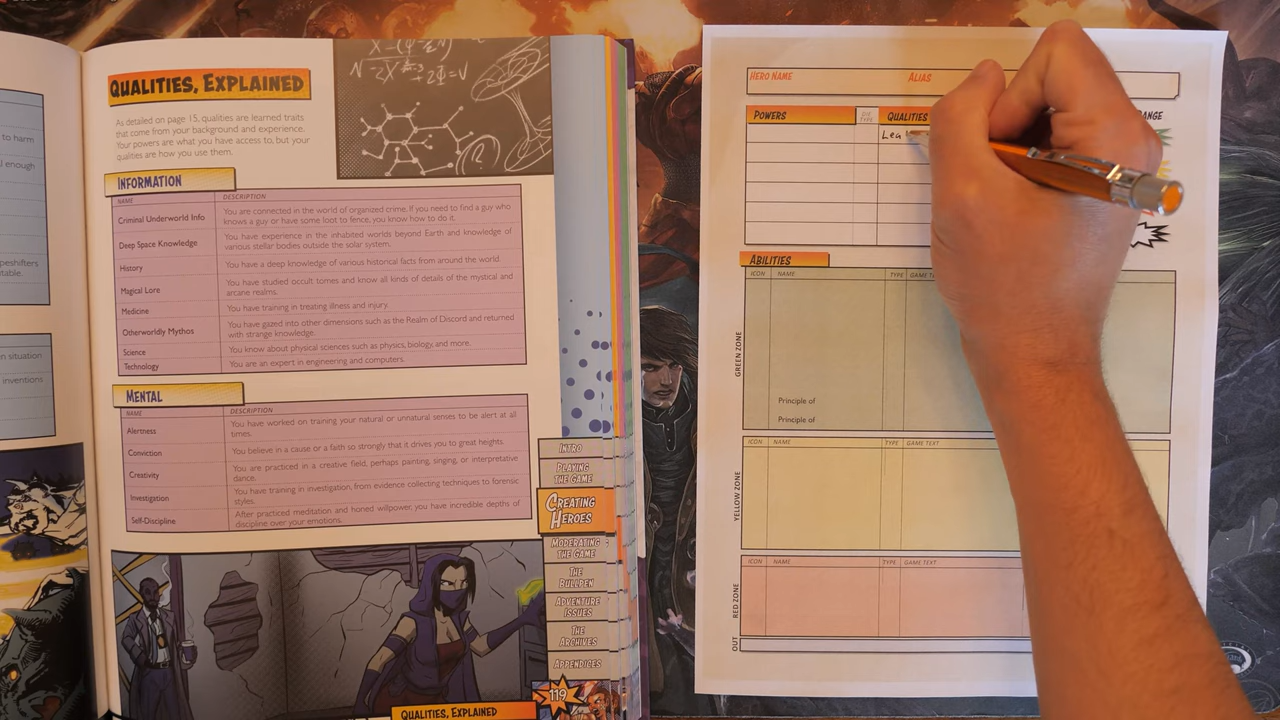 to harm
l enough
peshifters
table.
en situation
inventions
QUALITIES, EXPLAINED
As detailed on page 15, qualities are learned traits
that come from your background and experience.
Your powers are what you have access to, but your
qualities are how you use them.
INFORMATION
NAME DESCRIPTION
Criminal Underworld Info You are connected in the world of organized crime. If you need to find a guy who
knows a guy or have some loot to fence, you know how to do it.
Deep Space Knowledge You have experience in the inhabited worlds beyond Earth and knowledge of
various stellar bodies outside the solar system.
History You have a deep knowledge of various historical facts from around the world.
Magical Lore You have studied occult tomes and know all kinds of details of the mystical and
arcane realms.
Medicine You have training in treating illness and injury.
Otherworldly Mythos You have gazed into other dimensions such as the Realm of Discord and returned
with strange knowledge.
Science You know about physical sciences such as physics, biology, and more.
Technology You are an expert in engineering and computers.
MENTAL
NAME DESCRIPTION
Alertness You have worked on training your natural or unnatural senses to be alert at all
times.
Conviction You believe in a cause or a faith so strongly that it drives you to great heights.
Creativity You are practiced in a creative field, perhaps painting, singing, or interpretative
dance.
Investigation You have training in investigation, from evidence collecting techniques to forensic
styles.
Self-Discipline After practiced meditation and honed willpower, you have incredible depths of
discipline over your emotions.
INTRO
PLAYING
THE GAME
CREATING
HEROES
MODERATING
THE GAME
THE
BULLPEN
ADVENTURE
ISSUES
THE
ARCHIVES
APPENDICES
119
QUALITIES, EXPLAINED
HERO NAME ALIAS
POWERS DIE TYPE QUALITIES
Lea
ABILITIES
ICON NAME TYPE GAME T
GREEN ZONE
Principle of
Principle of
ICON NAME TYPE GAME TEXT
YELLOW ZONE
ICON NAME TYPE GAME TEXT
RED ZONE
OUT